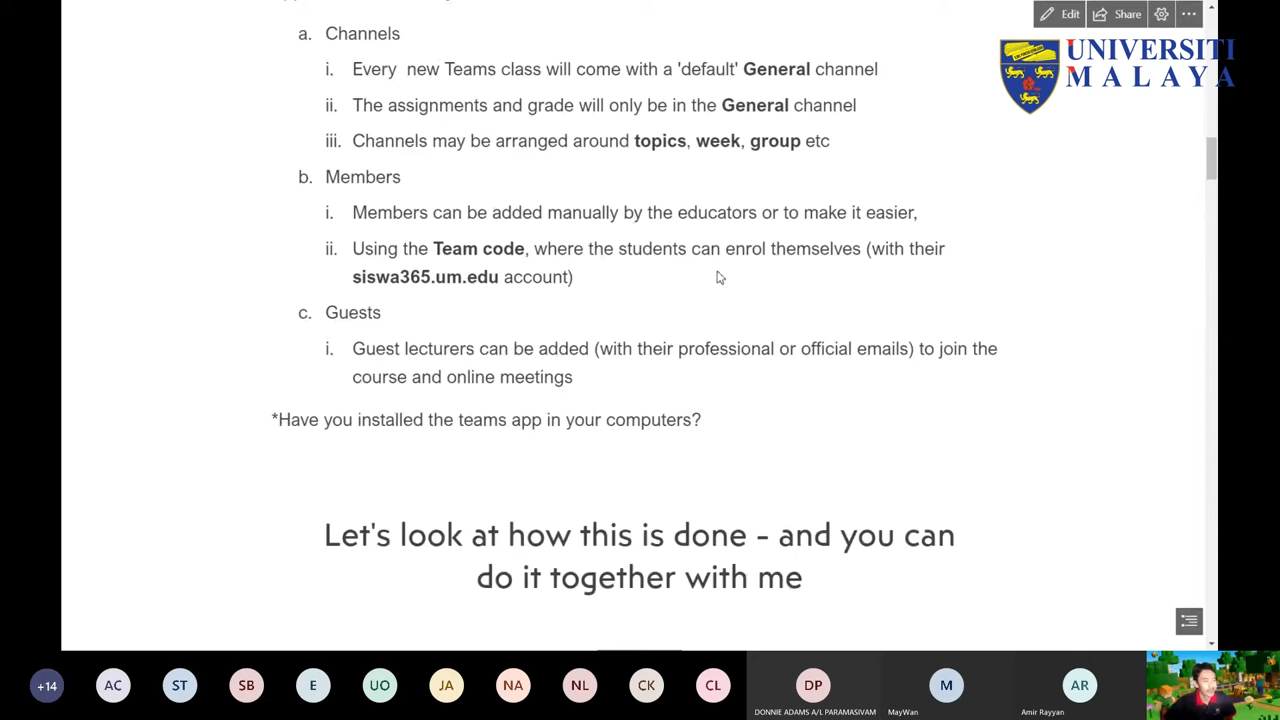 Edit
Share
UNIVERSITI
MALAYA
a. Channels
i. Every new Teams class will come with a 'default' General channel
ii. The assignments and grade will only be in the General channel
iii. Channels may be arranged around topics, week, group etc
b. Members
i. Members can be added manually by the educators or to make it easier,
ii. Using the Team code, where the students can enrol themselves (with their
siswa365.um.edu account)
c. Guests
i. Guest lecturers can be added (with their professional or official emails) to join the
course and online meetings
*Have you installed the teams app in your computers?
Let's look at how this is done - and you can
do it together with me
+14
AC
ST
SB
E
UO
JA
NA
NL
CK
CL
DP
M
AR
DONNIE ADAMS A/L PARAMASIVAM
MayWan
Amir Rayyan